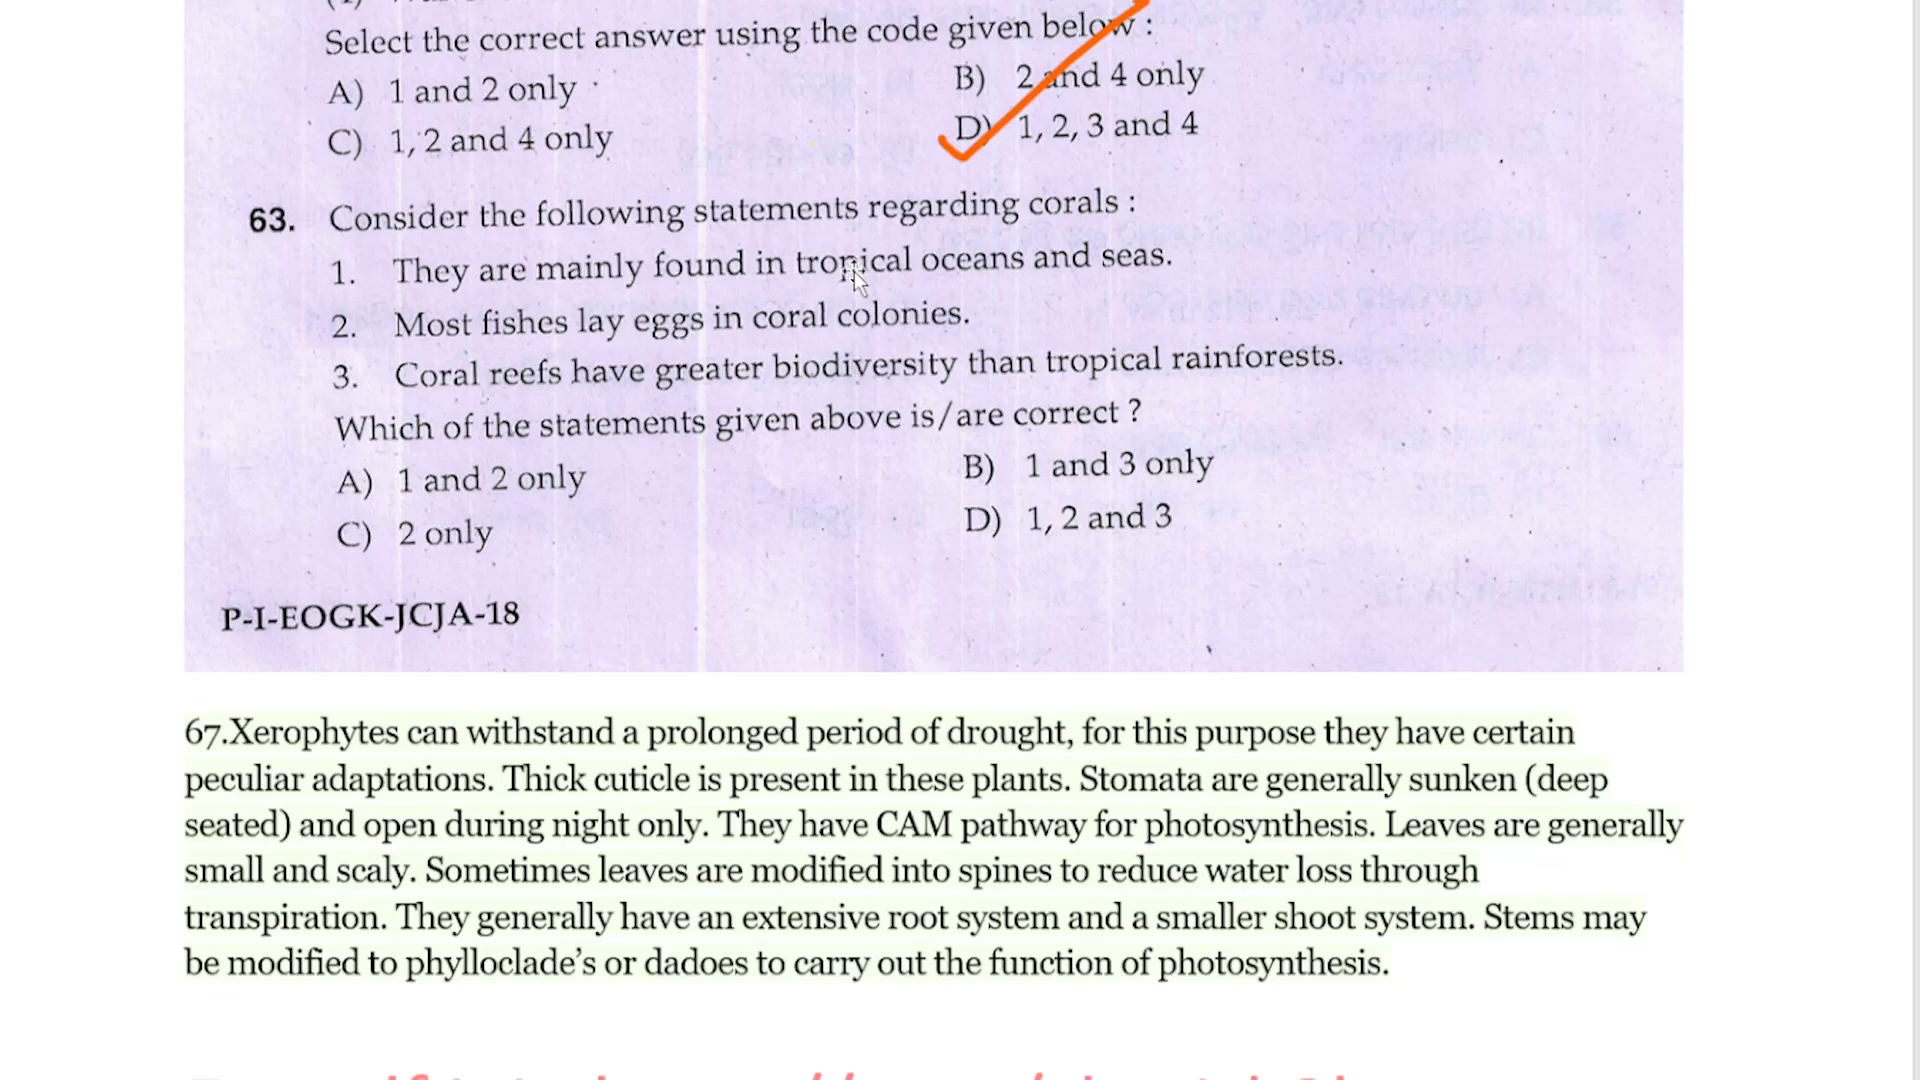 Select the correct answer using the code given below :
A) 1 and 2 only
B) 2 and 4 only
C) 1, 2 and 4 only
D) 1, 2, 3 and 4
63. Consider the following statements regarding corals :
1. They are mainly found in tropical oceans and seas.
2. Most fishes lay eggs in coral colonies.
3. Coral reefs have greater biodiversity than tropical rainforests.
Which of the statements given above is/are correct ?
A) 1 and 2 only
B) 1 and 3 only
C) 2 only
D) 1, 2 and 3
P-I-EOGK-JCJA-18
67.Xerophytes can withstand a prolonged period of drought, for this purpose they have certain
peculiar adaptations. Thick cuticle is present in these plants. Stomata are generally sunken (deep
seated) and open during night only. They have CAM pathway for photosynthesis. Leaves are generally
small and scaly. Sometimes leaves are modified into spines to reduce water loss through
transpiration. They generally have an extensive root system and a smaller shoot system. Stems may
be modified to phylloclade’s or dadoes to carry out the function of photosynthesis.